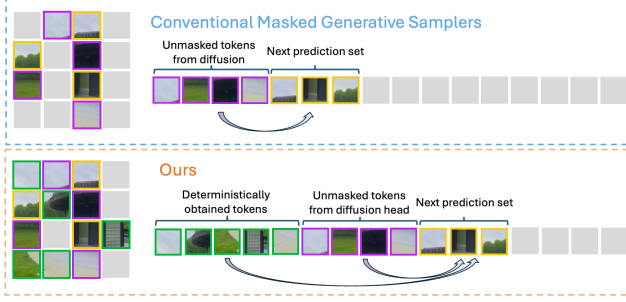 Conventional Masked Generative Samplers
Unmasked tokens
from diffusion
Next prediction set
Ours
Deterministically
obtained tokens
Unmasked tokens
from diffusion head
Next prediction set